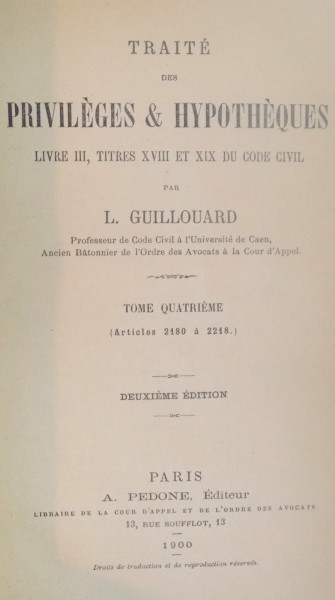 TRAITÉ
DES
PRIVILÈGES & HYPOTHÈQUES
LIVRE III, TITRES XVIII ET XIX DU CODE CIVIL
PAR
L. GUILLOUARD
Professeur de Code Civil à l'Université de Caen,
Ancien Bâtonnier de l'Ordre des Avocats à la Cour d'Appel.
TOME QUATRIÈME
(Articles 2180 à 2218.)
DEUXIÈME ÉDITION
PARIS
A. PEDONE, Éditeur
LIBRAIRE DE LA COUR D'APPEL ET DE L'ORDRE DES AVOCATS
13, RUE SOUFFLOT, 13
1900
Droits de traduction et de reproduction réservés.